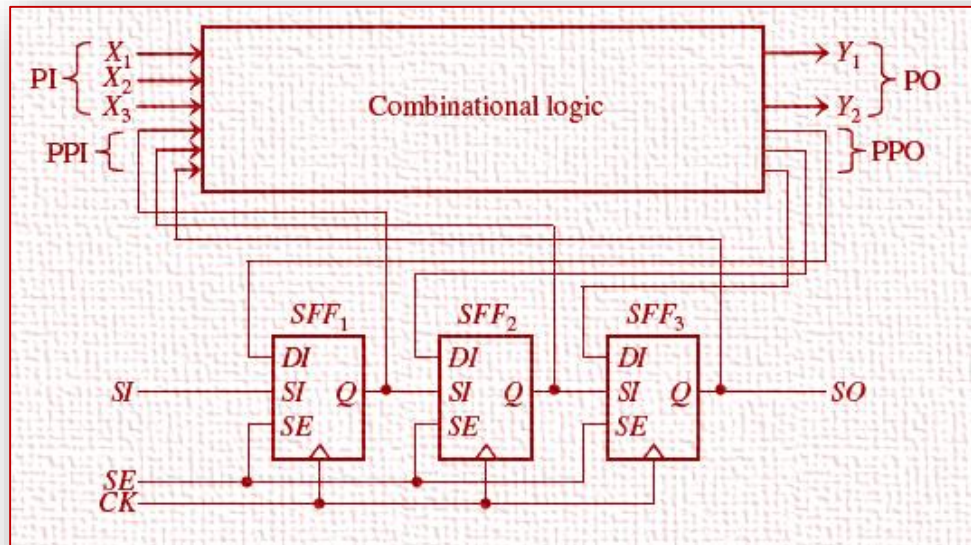 X₁ Y₁
PI X₂ PO
X₃ Combinational logic Y₂
PPI PPO
SFF₁ SFF₂ SFF₃
DI DI DI
SI SI Q SI Q SI Q SO
SE SE SE
SE
CK